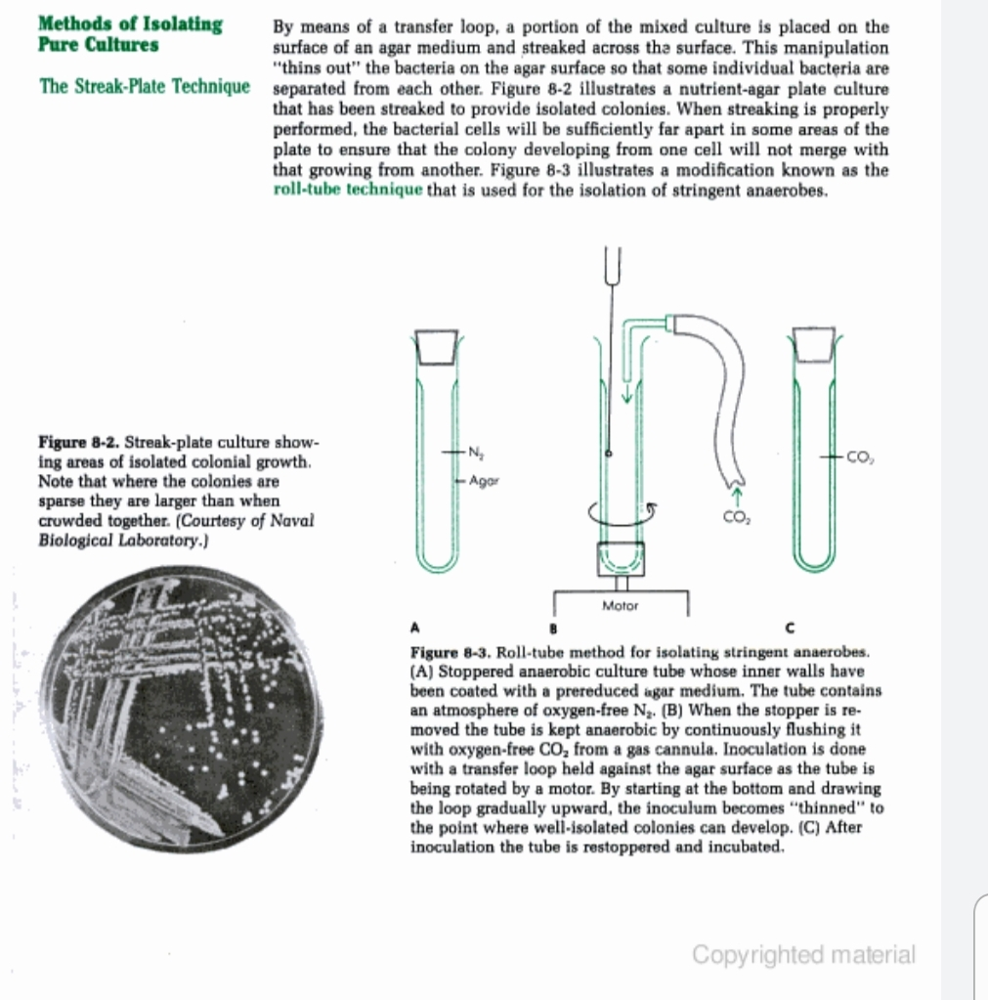 Methods of Isolating
Pure Cultures
The Streak-Plate Technique
By means of a transfer loop, a portion of the mixed culture is placed on the
surface of an agar medium and streaked across the surface. This manipulation
"thins out" the bacteria on the agar surface so that some individual bacteria are
separated from each other. Figure 8-2 illustrates a nutrient-agar plate culture
that has been streaked to provide isolated colonies. When streaking is properly
performed, the bacterial cells will be sufficiently far apart in some areas of the
plate to ensure that the colony developing from one cell will not merge with
that growing from another. Figure 8-3 illustrates a modification known as the
roll-tube technique that is used for the isolation of stringent anaerobes.
Figure 8-2. Streak-plate culture show-
ing areas of isolated colonial growth.
Note that where the colonies are
sparse they are larger than when
crowded together. (Courtesy of Naval
Biological Laboratory.)
N₂
Agar
CO₂
Motor
CO₂
A
B
C
Figure 8-3. Roll-tube method for isolating stringent anaerobes.
(A) Stoppered anaerobic culture tube whose inner walls have
been coated with a prereduced agar medium. The tube contains
an atmosphere of oxygen-free N₂. (B) When the stopper is re-
moved the tube is kept anaerobic by continuously flushing it
with oxygen-free CO₂ from a gas cannula. Inoculation is done
with a transfer loop held against the agar surface as the tube is
being rotated by a motor. By starting at the bottom and drawing
the loop gradually upward, the inoculum becomes "thinned" to
the point where well-isolated colonies can develop. (C) After
inoculation the tube is restoppered and incubated.
Copyrighted material